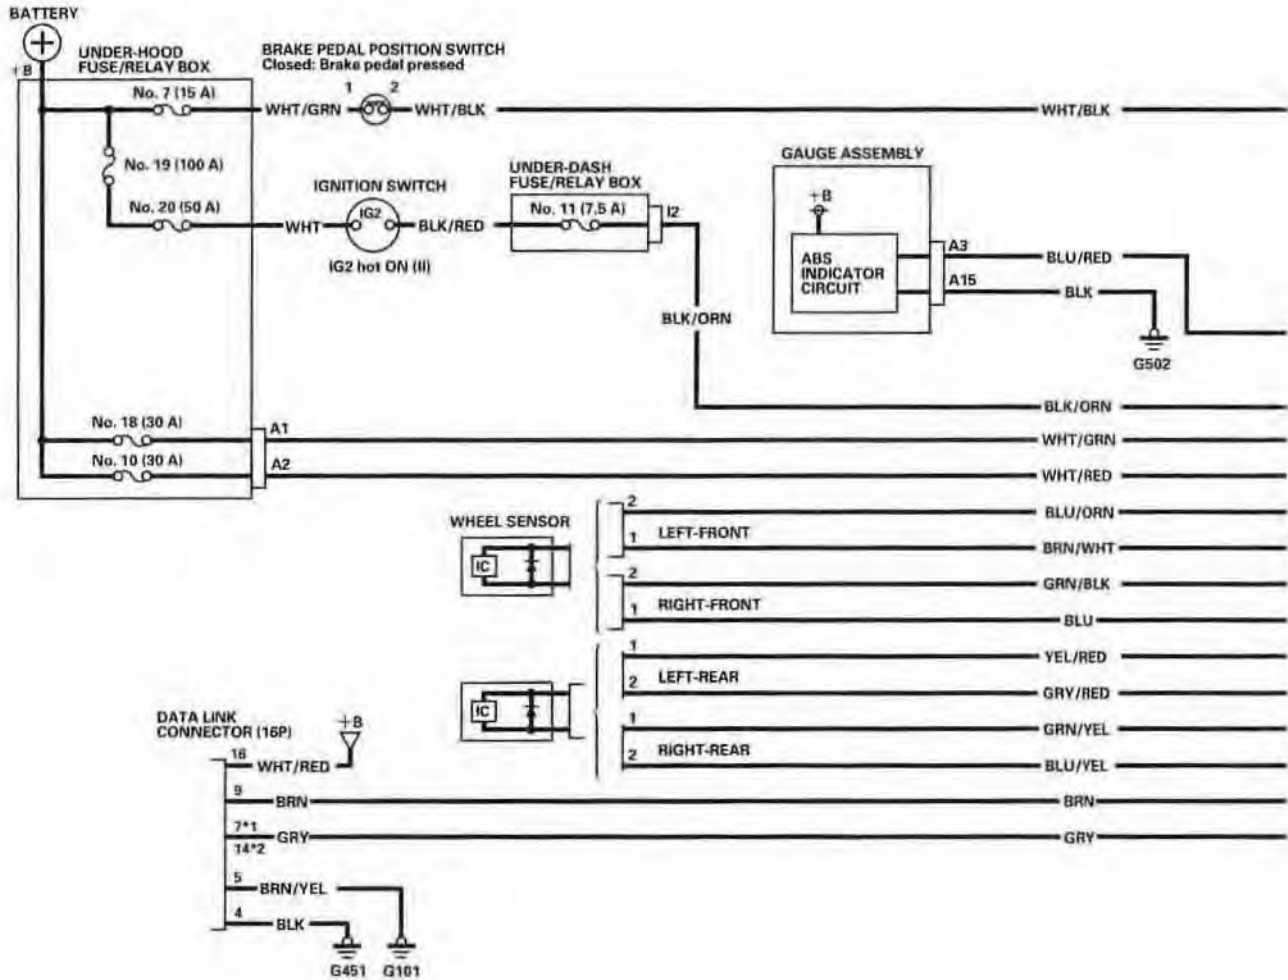 BATTERY
+B
UNDER-HOOD
FUSE/RELAY BOX
BRAKE PEDAL POSITION SWITCH
Closed: Brake pedal pressed
No. 7 (15 A)
WHT/GRN
1
2
WHT/BLK
WHT/BLK
No. 19 (100 A)
No. 20 (50 A)
WHT
IGNITION SWITCH
IG2
IG2 hot ON (II)
BLK/RED
UNDER-DASH
FUSE/RELAY BOX
No. 11 (7.5 A)
I2
BLK/ORN
GAUGE ASSEMBLY
+B
ABS
INDICATOR
CIRCUIT
A3
BLU/RED
A15
BLK
G502
BLK/ORN
No. 18 (30 A)
A1
WHT/GRN
No. 10 (30 A)
A2
WHT/RED
WHEEL SENSOR
IC
2
BLU/ORN
LEFT-FRONT
1
BRN/WHT
2
GRN/BLK
RIGHT-FRONT
1
BLU
IC
1
YEL/RED
LEFT-REAR
2
GRY/RED
1
GRN/YEL
RIGHT-REAR
2
BLU/YEL
DATA LINK
CONNECTOR (16P)
+B
16
WHT/RED
9
BRN
BRN
7*1
GRY
GRY
14*2
5
BRN/YEL
4
BLK
G451
G101